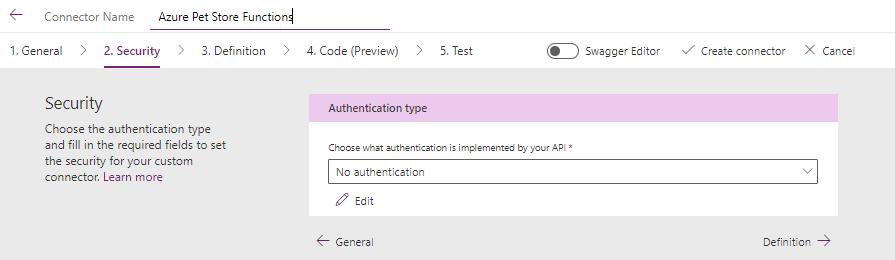 Connector Name Azure Pet Store Functions
1. General 2. Security 3. Definition 4. Code (Preview) 5. Test Swagger Editor Create connector Cancel
Security
Choose the authentication type
and fill in the required fields to set
the security for your custom
connector. Learn more
Authentication type
Choose what authentication is implemented by your API *
No authentication
Edit
General Definition